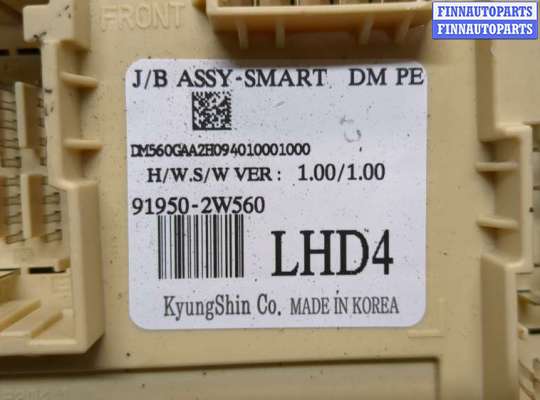 FRONT
FINNAUTOPARTS
FINNAUTOPARTS
FINNAUTOPARTS
J/B ASSY-SMART DM PE
DM560GAA2H094010001000
H/W.S/W VER : 1.00/1.00
91950-2W560
LHD4
KyungShin Co. MADE IN KOREA